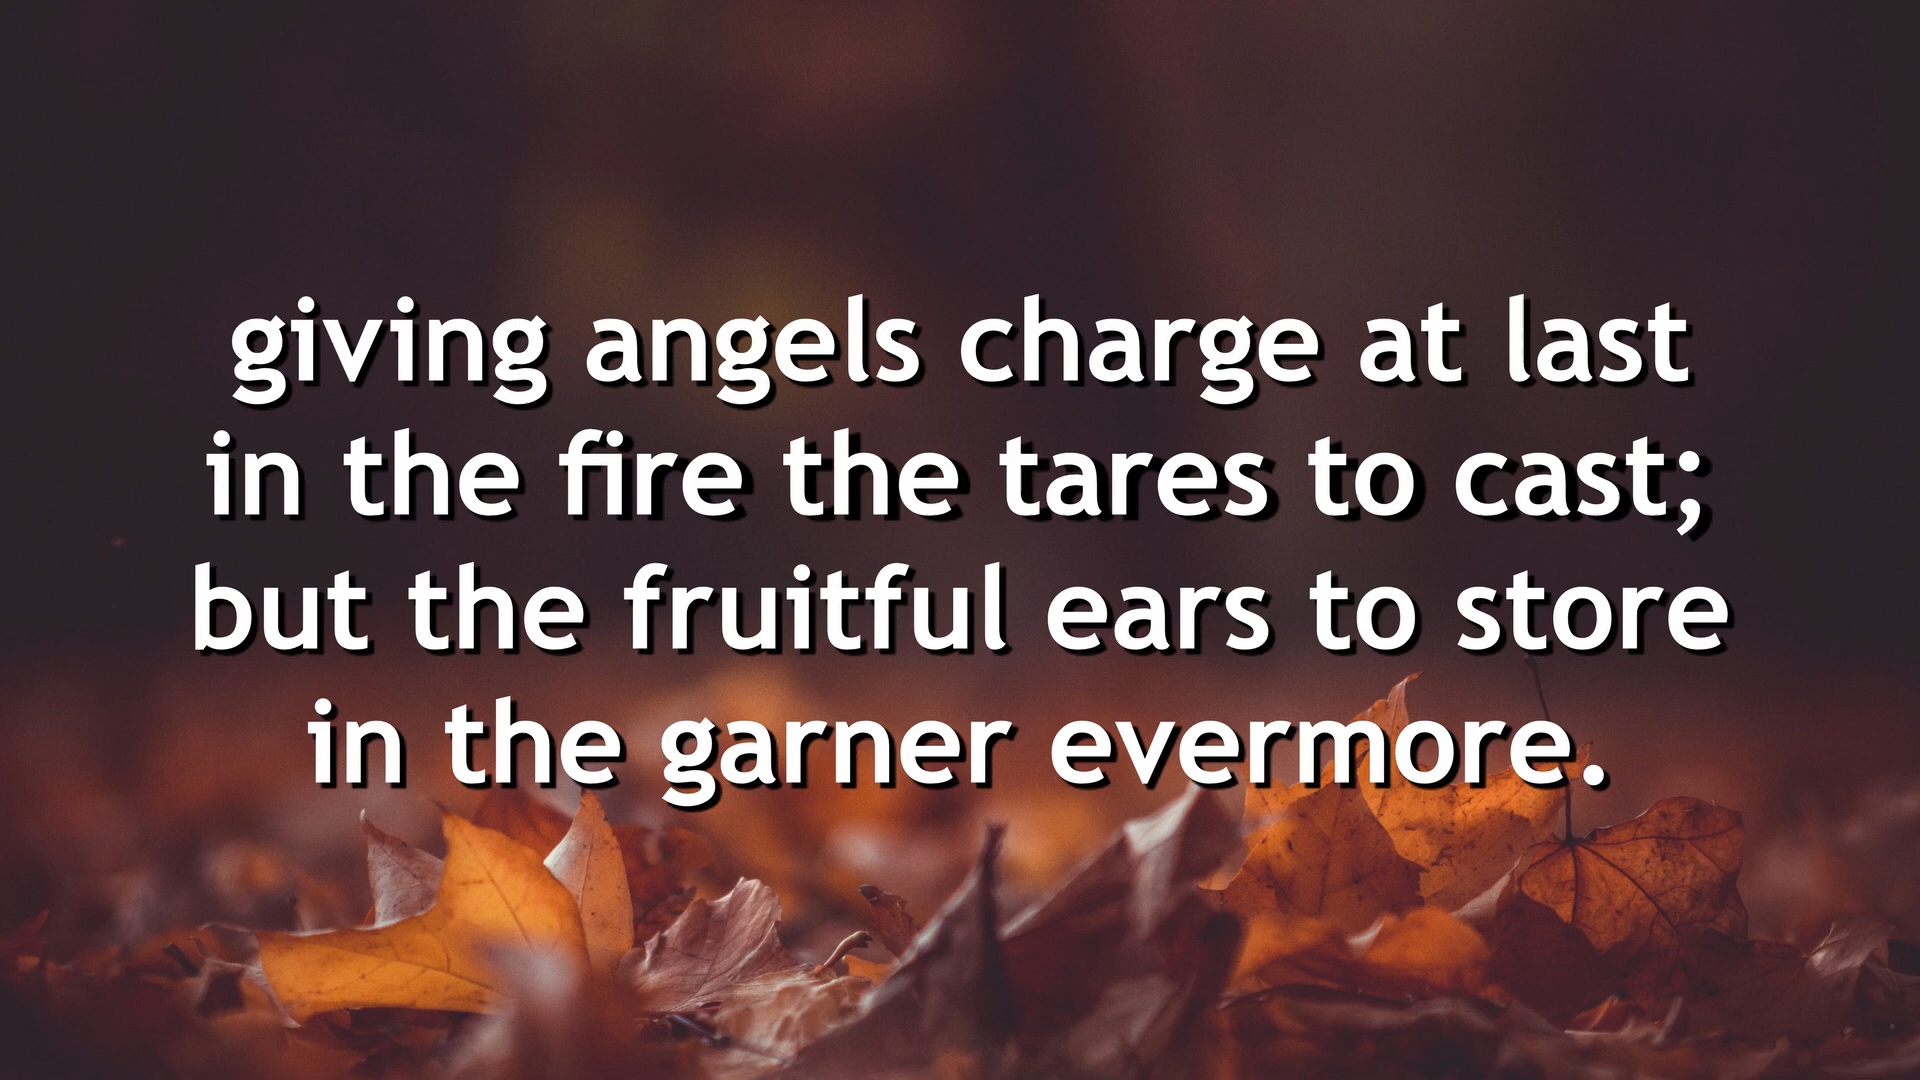 giving angels charge at last
in the fire the tares to cast;
but the fruitful ears to store
in the garner evermore.